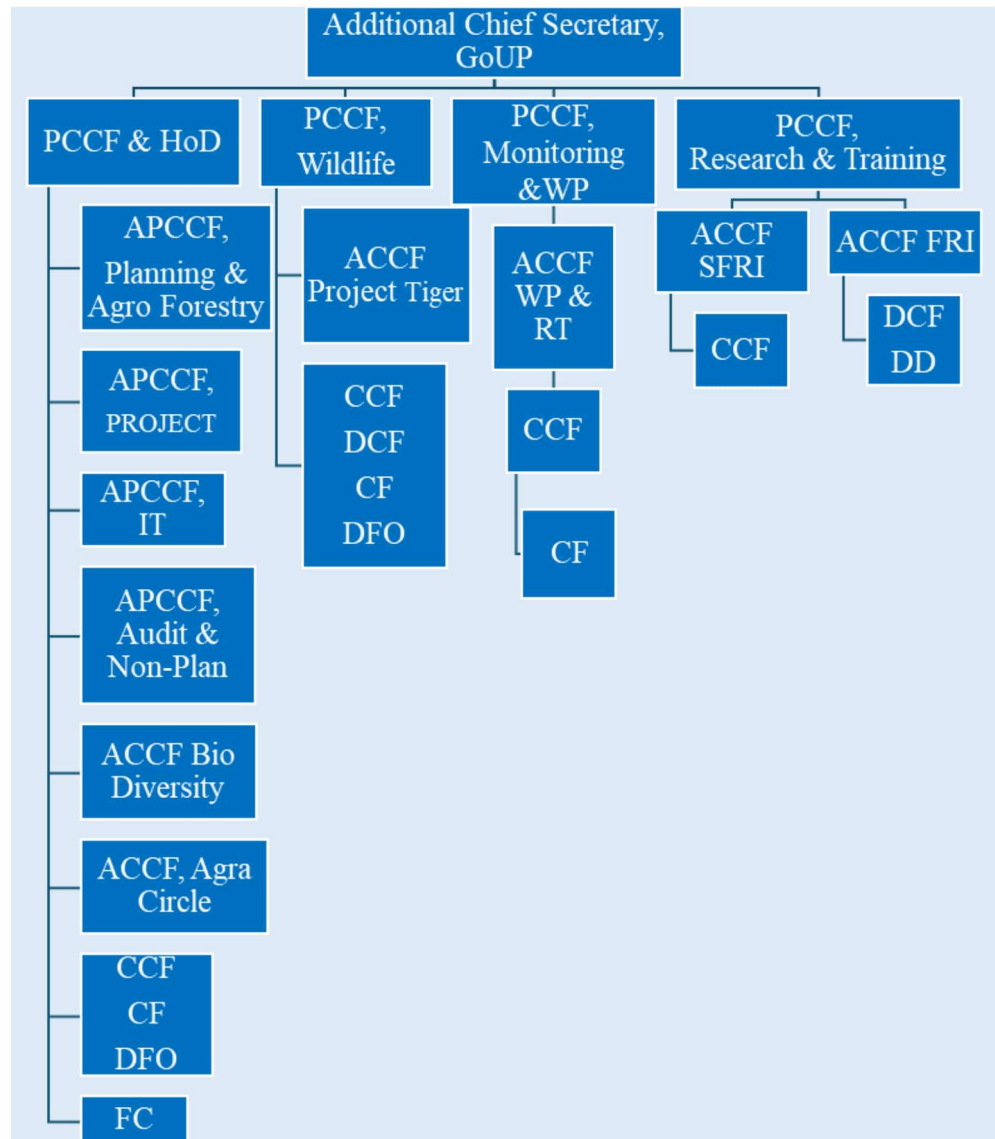 Additional Chief Secretary,
GoUP
PCCF & HoD
PCCF,
Wildlife
PCCF,
Monitoring
&WP
PCCF,
Research & Training
APCCF,
Planning &
Agro Forestry
APCCF,
PROJECT
APCCF,
IT
APCCF,
Audit &
Non-Plan
ACCF Bio
Diversity
ACCF, Agra
Circle
CCF
CF
DFO
FC
ACCF
Project Tiger
CCF
DCF
CF
DFO
ACCF
WP &
RT
CCF
CF
ACCF
SFRI
CCF
ACCF FRI
DCF
DD